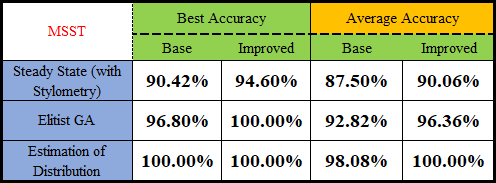 MSST Best Accuracy Average Accuracy
Base Improved Base Improved
Steady State (with Stylometry) 90.42% 94.60% 87.50% 90.06%
Elitist GA 96.80% 100.00% 92.82% 96.36%
Estimation of Distribution 100.00% 100.00% 98.08% 100.00%